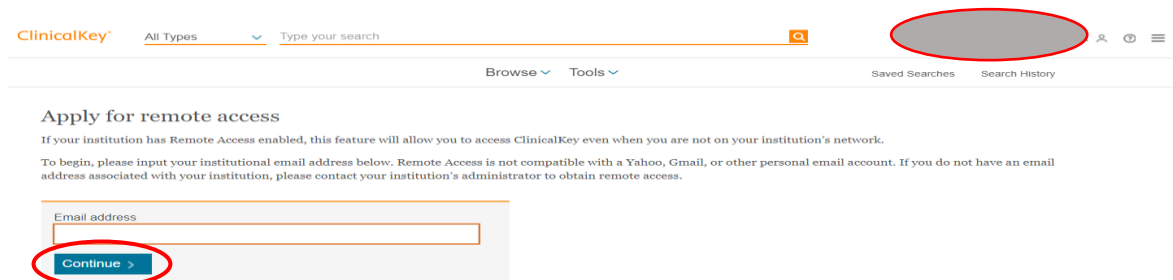 ClinicalKey All Types Type your search
Browse Tools Saved Searches Search History
Apply for remote access
If your institution has Remote Access enabled, this feature will allow you to access ClinicalKey even when you are not on your institution's network.
To begin, please input your institutional email address below. Remote Access is not compatible with a Yahoo, Gmail, or other personal email account. If you do not have an email
address associated with your institution, please contact your institution's administrator to obtain remote access.
Email address
Continue >